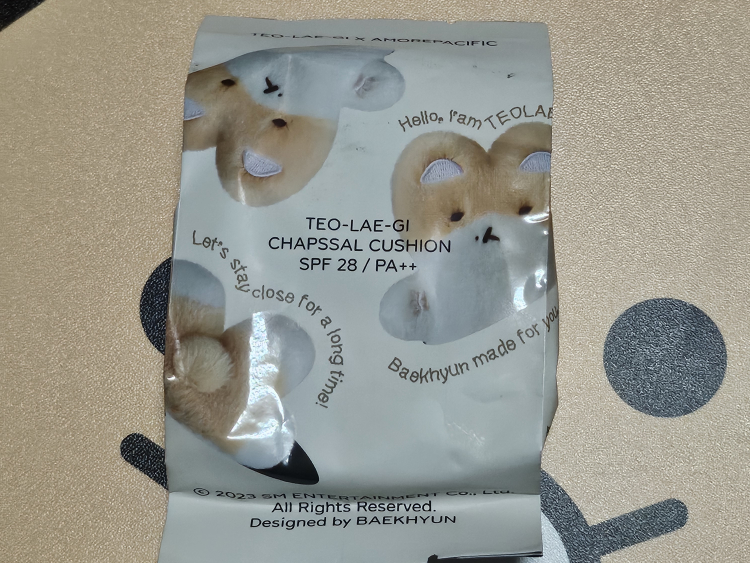 TEO-LAE-GI X AMOREPACIFIC
Hello, I'am TEOLAE
TEO-LAE-GI
CHAPSSAL CUSHION
SPF 28 / PA++
Let's stay close for a long time!
Baekhyun made for you
© 2023 SM ENTERTAINMENT Co., Ltd.
All Rights Reserved.
Designed by BAEKHYUN